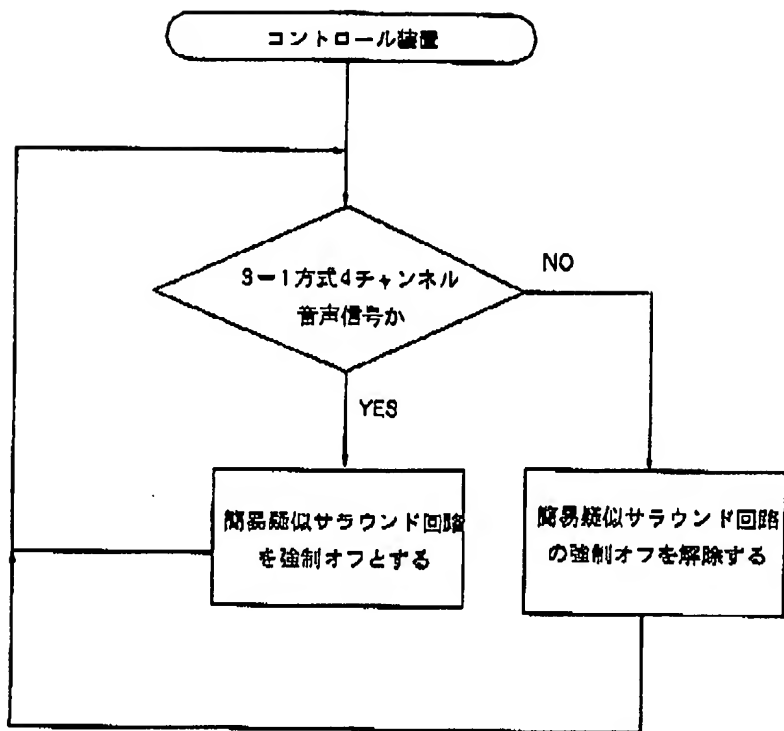 コントロール装置
3ー1方式4チャンネル
音声信号か
NO
YES
簡易疑似サラウンド回路
を強制オフとする
簡易疑似サラウンド回路
の強制オフを解除する